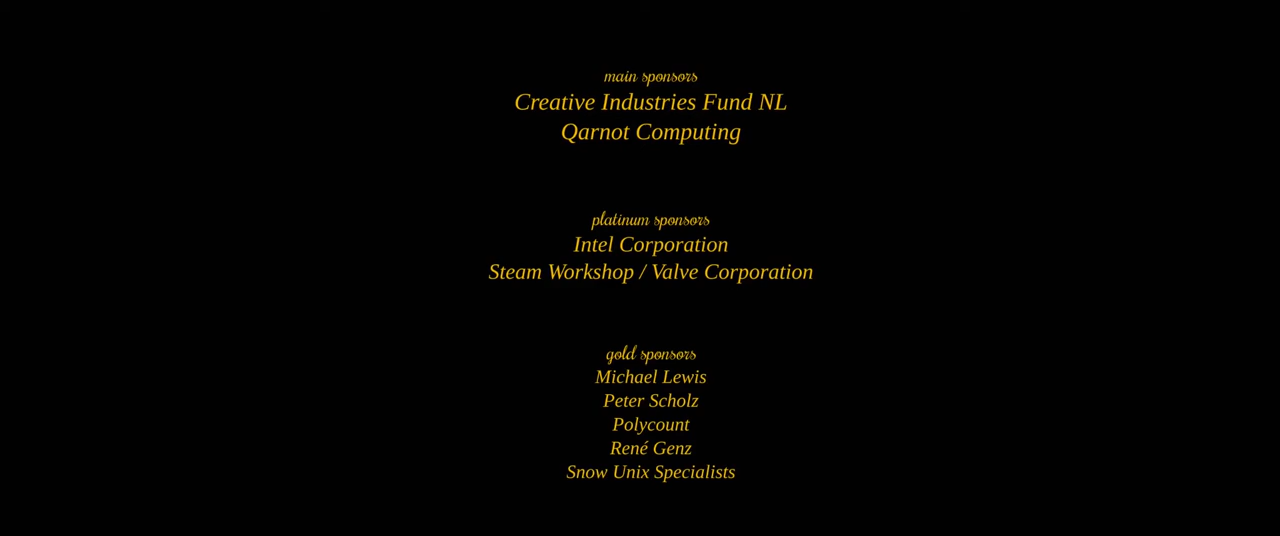 main sponsors
Creative Industries Fund NL
Qarnot Computing
platinum sponsors
Intel Corporation
Steam Workshop / Valve Corporation
gold sponsors
Michael Lewis
Peter Scholz
Polycount
René Genz
Snow Unix Specialists